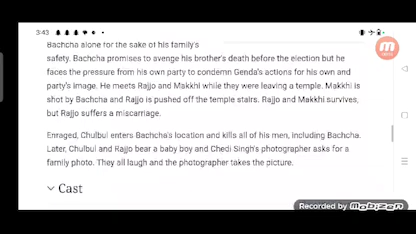 3:43
Bachcha alone for the sake of his family's
safety. Bachcha promises to avenge his brother's death before the election but he
faces the pressure from his own party to condemn Genda's actions for his own and
party's image. He meets Rajjo and Makkhi while they were leaving a temple. Makkhi is
shot by Bachcha and Rajjo is pushed off the temple stairs. Rajjo and Makkhi survives,
but Rajjo suffers a miscarriage.
Enraged, Chulbul enters Bachcha's location and kills all of his men, including Bachcha.
Later, Chulbul and Rajjo bear a baby boy and Chedi Singh's photographer asks for a
family photo. They all laugh and the photographer takes the picture.
Cast
Recorded by Mobizen